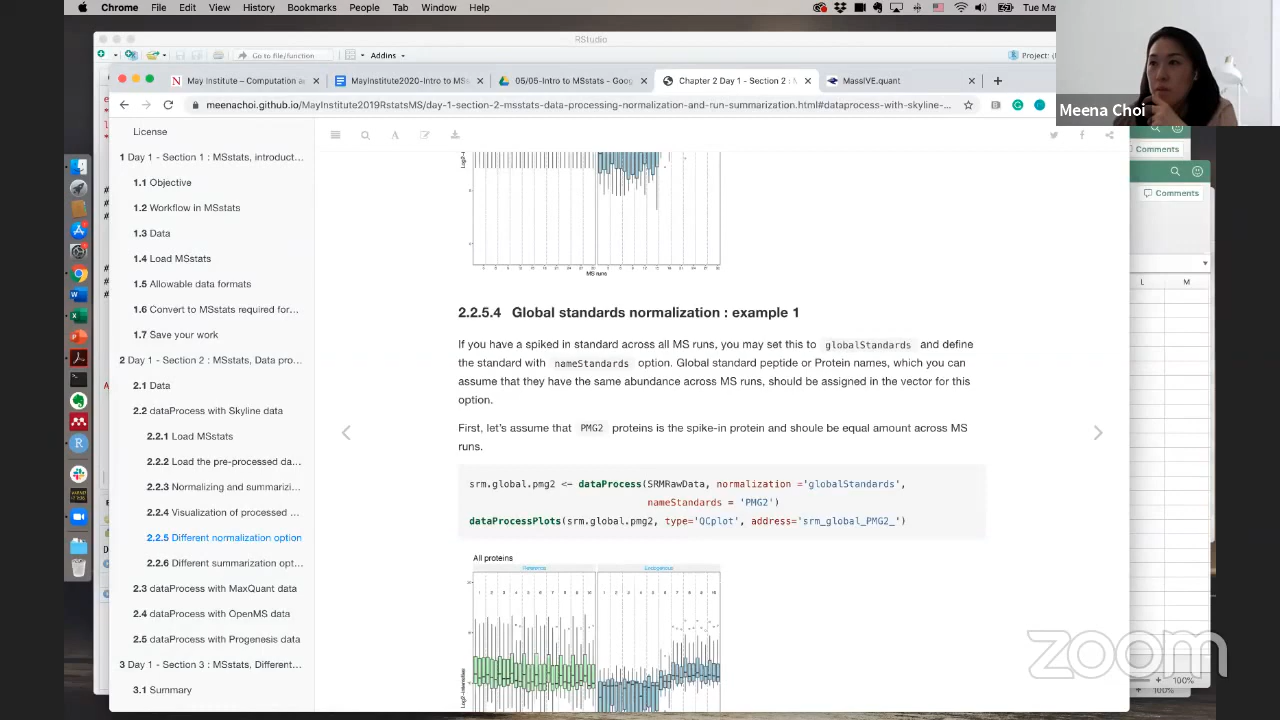 Chrome File Edit View History Bookmarks People Tab Window Help
Tue Ma
RStudio
Go to file/function
Addins
Project: (
May Institute – Computation a
MayInstitute2020-Intro to MS
05/05-Intro to MSstats - Goog
Chapter 2 Day 1 - Section 2 : M
MassIVE.quant
meenachoi.github.io/MayInstitute2019RstatsMS/day-1-section-2-msstats-data-processing-normalization-and-run-summarization.html#dataprocess-with-skyline-...
Meena Choi
Comments
Comments
L M
License
1 Day 1 - Section 1 : MSstats, introduct...
1.1 Objective
1.2 Workflow in MSstats
1.3 Data
1.4 Load MSstats
1.5 Allowable data formats
1.6 Convert to MSstats required for...
1.7 Save your work
2 Day 1 - Section 2 : MSstats, Data pro...
2.1 Data
2.2 dataProcess with Skyline data
2.2.1 Load MSstats
2.2.2 Load the pre-processed da...
2.2.3 Normalizing and summarizi...
2.2.4 Visualization of processed ...
2.2.5 Different normalization option
2.2.6 Different summarization opt...
2.3 dataProcess with MaxQuant data
2.4 dataProcess with OpenMS data
2.5 dataProcess with Progenesis data
3 Day 1 - Section 3 : MSstats, Different...
3.1 Summary
MS runs
2.2.5.4 Global standards normalization : example 1
If you have a spiked in standard across all MS runs, you may set this to globalStandards and define
the standard with nameStandards option. Global standard peptide or Protein names, which you can
assume that they have the same abundance across MS runs, should be assigned in the vector for this
option.
First, let's assume that PMG2 proteins is the spike-in protein and shoule be equal amount across MS
runs.
srm.global.pmg2 <- dataProcess(SRMRawData, normalization ='globalStandards',
nameStandards = 'PMG2')
dataProcessPlots(srm.global.pmg2, type='QCplot', address='srm_global_PMG2_')
All proteins
Reference
Endogenous
zoom
100%
100%